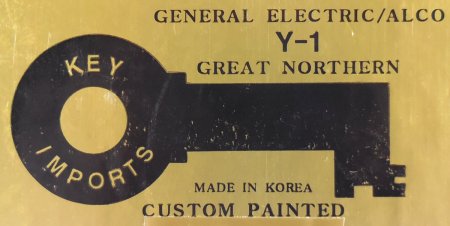 GENERAL ELECTRIC/ALCO
Y-1
GREAT NORTHERN
KEY
IMPORTS
MADE IN KOREA
CUSTOM PAINTED